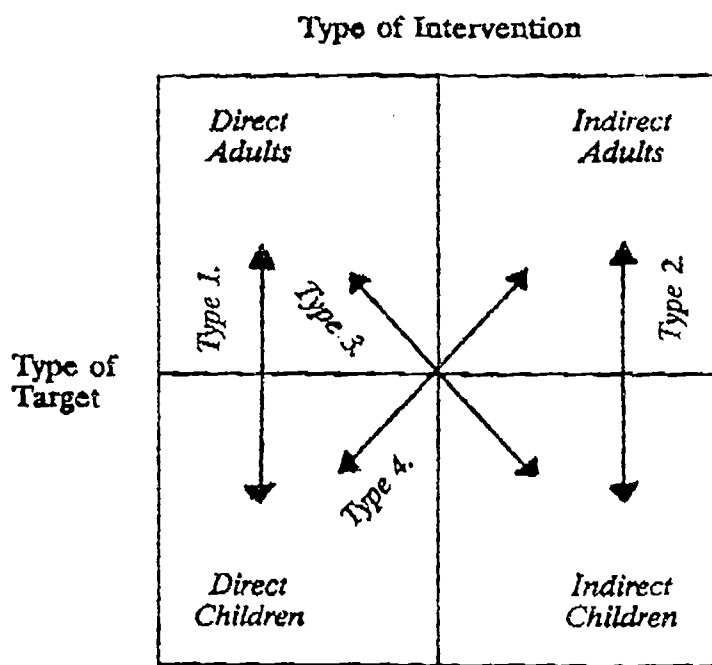 Type of Intervention
Direct
Adults
Indirect
Adults
Type 1.
Type 3.
Type 2.
Type of
Target
Type 4.
Direct
Children
Indirect
Children